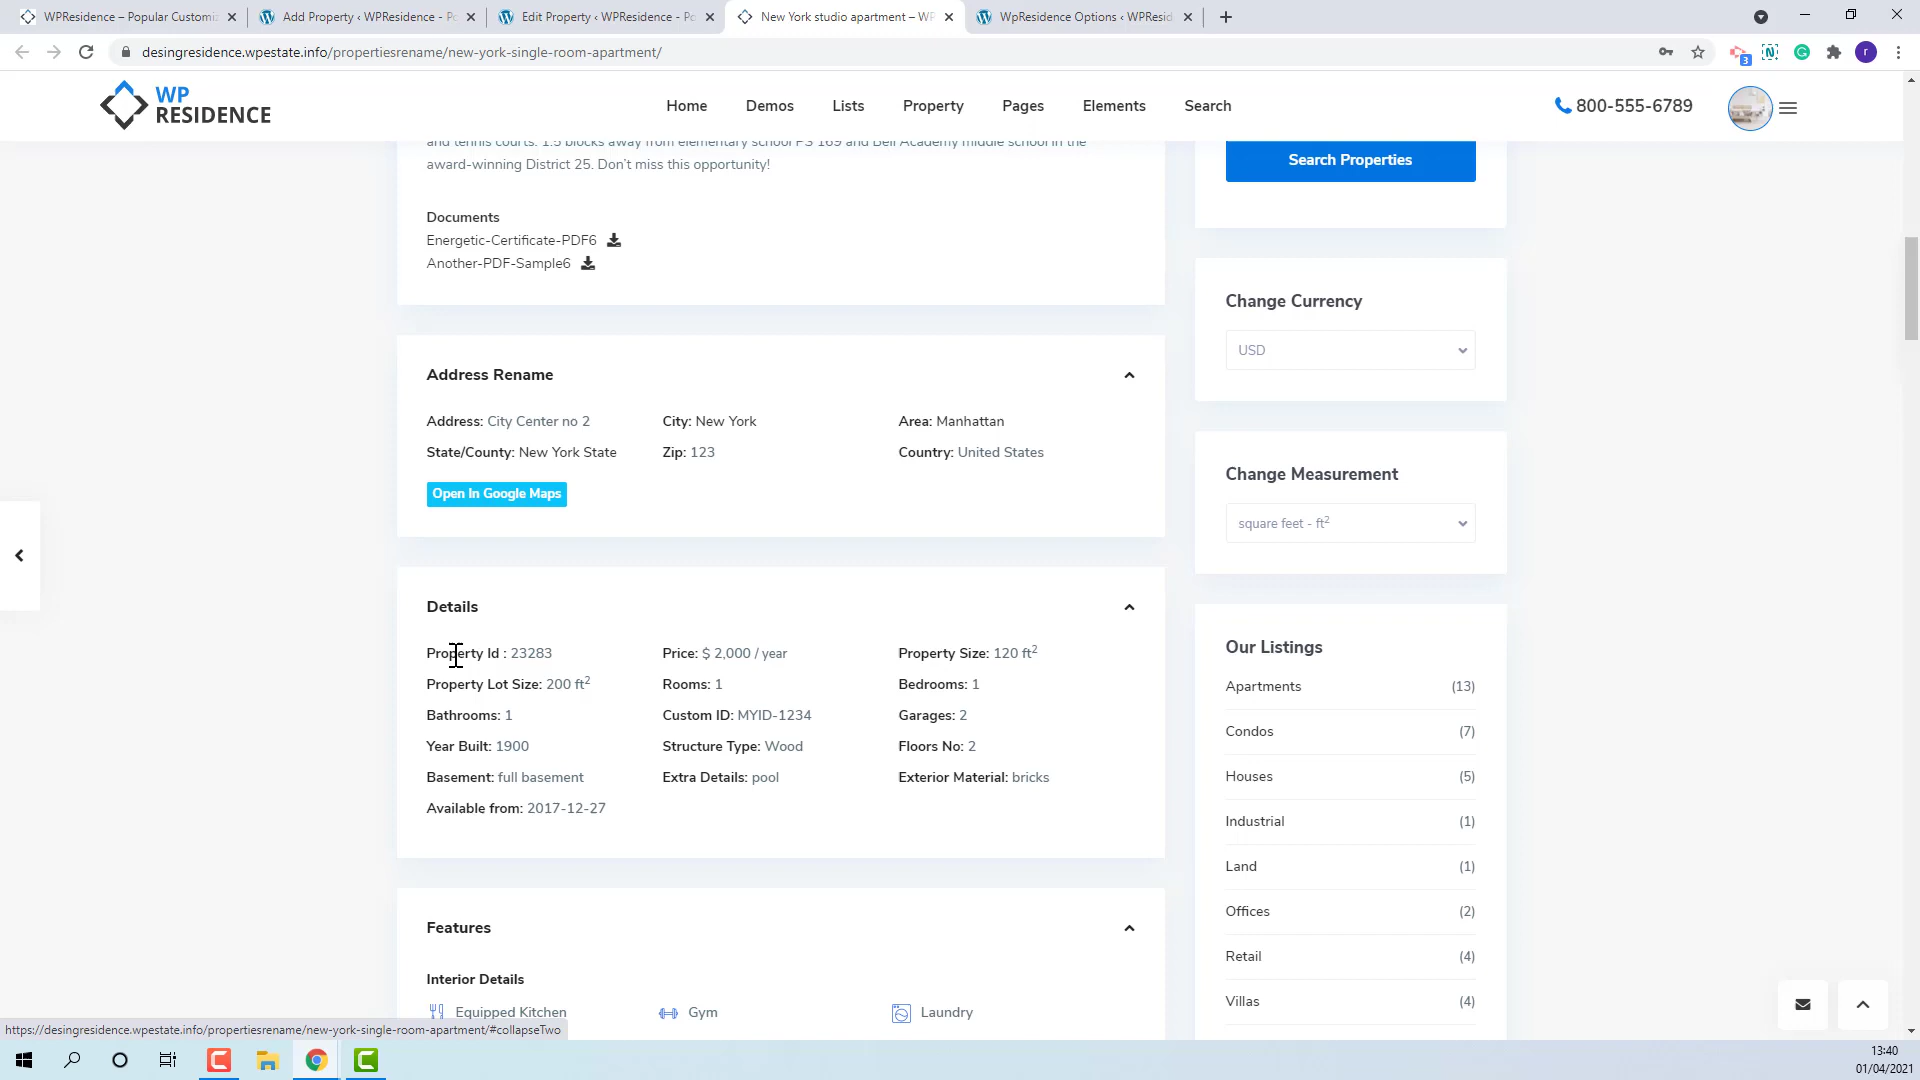 WPResidence – Popular Customi
Add Property ‹ WPResidence - Po
Edit Property ‹ WPResidence - Po
New York studio apartment – WP
WpResidence Options ‹ WPResid
desingresidence.wpestate.info/propertiesrename/new-york-single-room-apartment/
3
r
WP
RESIDENCE
Home
Demos
Lists
Property
Pages
Elements
Search
800-555-6789
and tennis courts. 1.5 blocks away from elementary school PS 169 and Bell Academy middle school in the
award-winning District 25. Don't miss this opportunity!
Documents
Energetic-Certificate-PDF6
Another-PDF-Sample6
Address Rename
Address: City Center no 2
City: New York
Area: Manhattan
State/County: New York State
Zip: 123
Country: United States
Open In Google Maps
Details
Property Id : 23283
Price: $ 2,000 / year
Property Size: 120 ft²
Property Lot Size: 200 ft²
Rooms: 1
Bedrooms: 1
Bathrooms: 1
Custom ID: MYID-1234
Garages: 2
Year Built: 1900
Structure Type: Wood
Floors No: 2
Basement: full basement
Extra Details: pool
Exterior Material: bricks
Available from: 2017-12-27
Features
Interior Details
Equipped Kitchen
Gym
Laundry
Search Properties
Change Currency
USD
Change Measurement
square feet - ft²
Our Listings
Apartments (13)
Condos (7)
Houses (5)
Industrial (1)
Land (1)
Offices (2)
Retail (4)
Villas (4)
https://desingresidence.wpestate.info/propertiesrename/new-york-single-room-apartment/#collapseTwo
13:40
01/04/2021